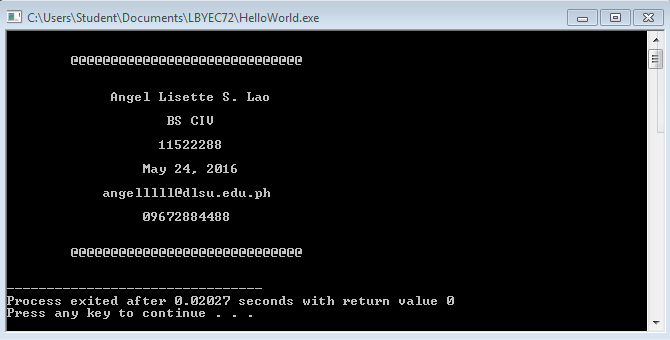 C:\Users\Student\Documents\LBYEC72\HelloWorld.exe
@@@@@@@@@@@@@@@@@@@@@@@@@@@@@
Angel Lisette S. Lao
BS CIV
11522288
May 24, 2016
angelllll@dlsu.edu.ph
09672884488
@@@@@@@@@@@@@@@@@@@@@@@@@@@@@
--------------------------------
Process exited after 0.02027 seconds with return value 0
Press any key to continue . . .